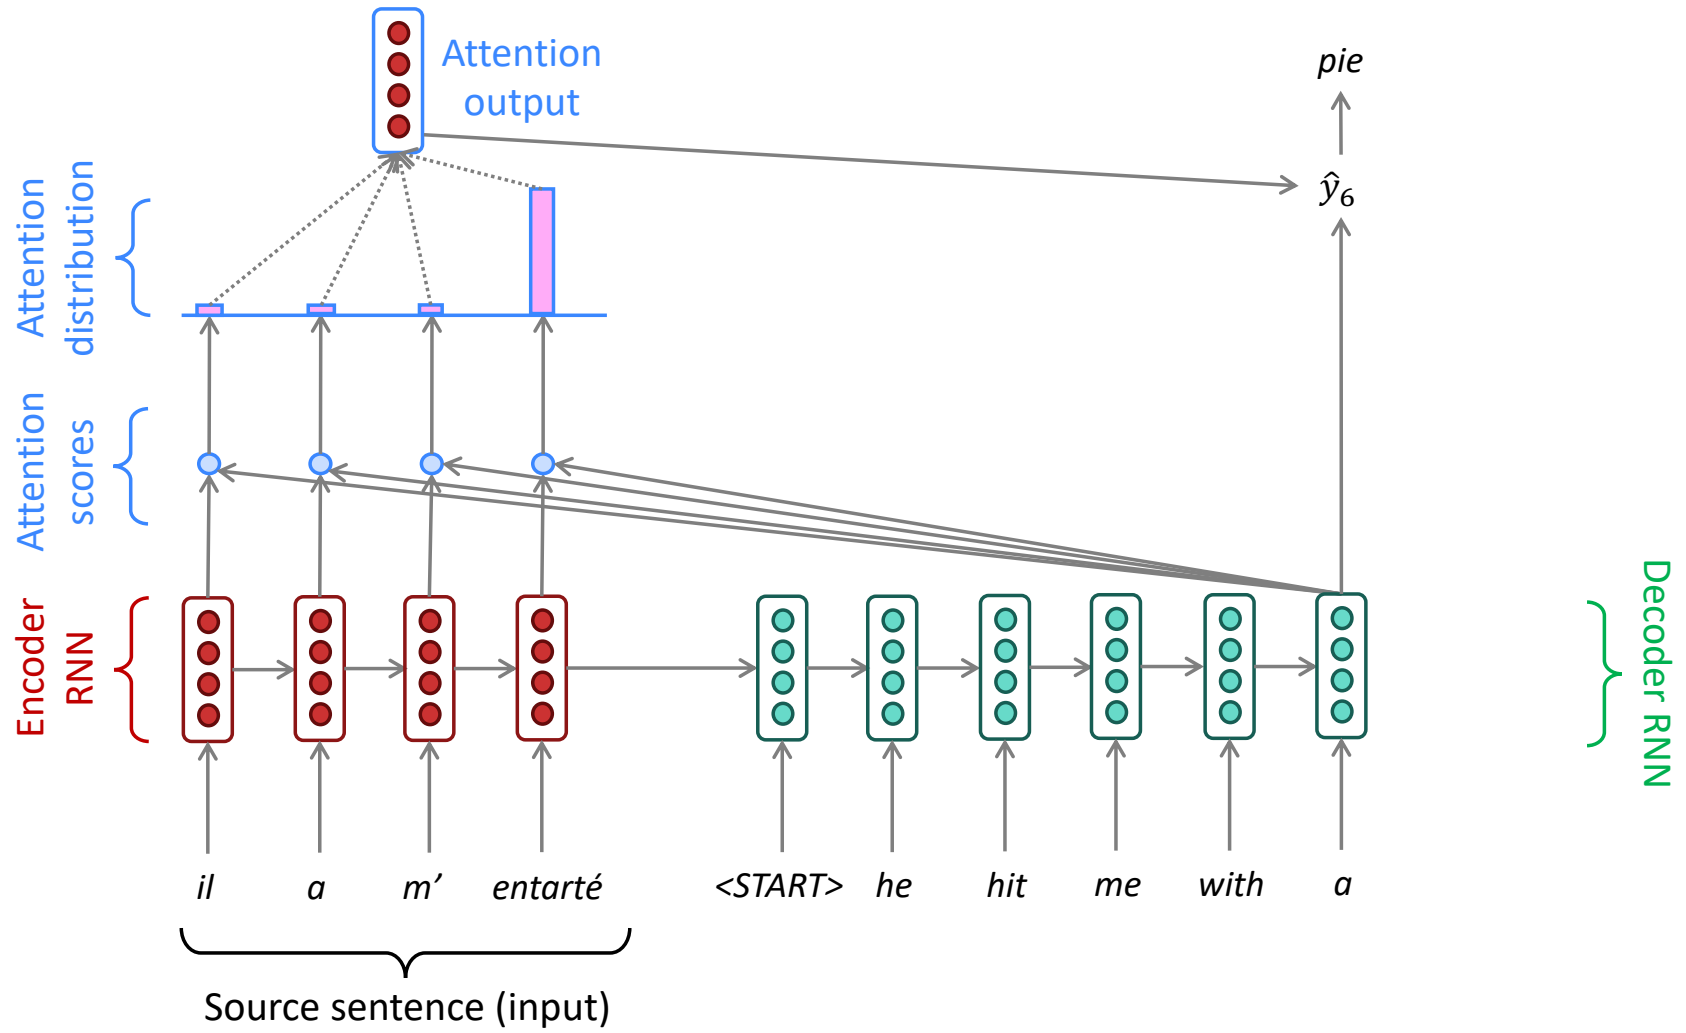 Attention
output
pie
ŷ₆
Attention
distribution
Attention
scores
Encoder
RNN
Decoder RNN
il a m’ entarté <START> he hit me with a
Source sentence (input)